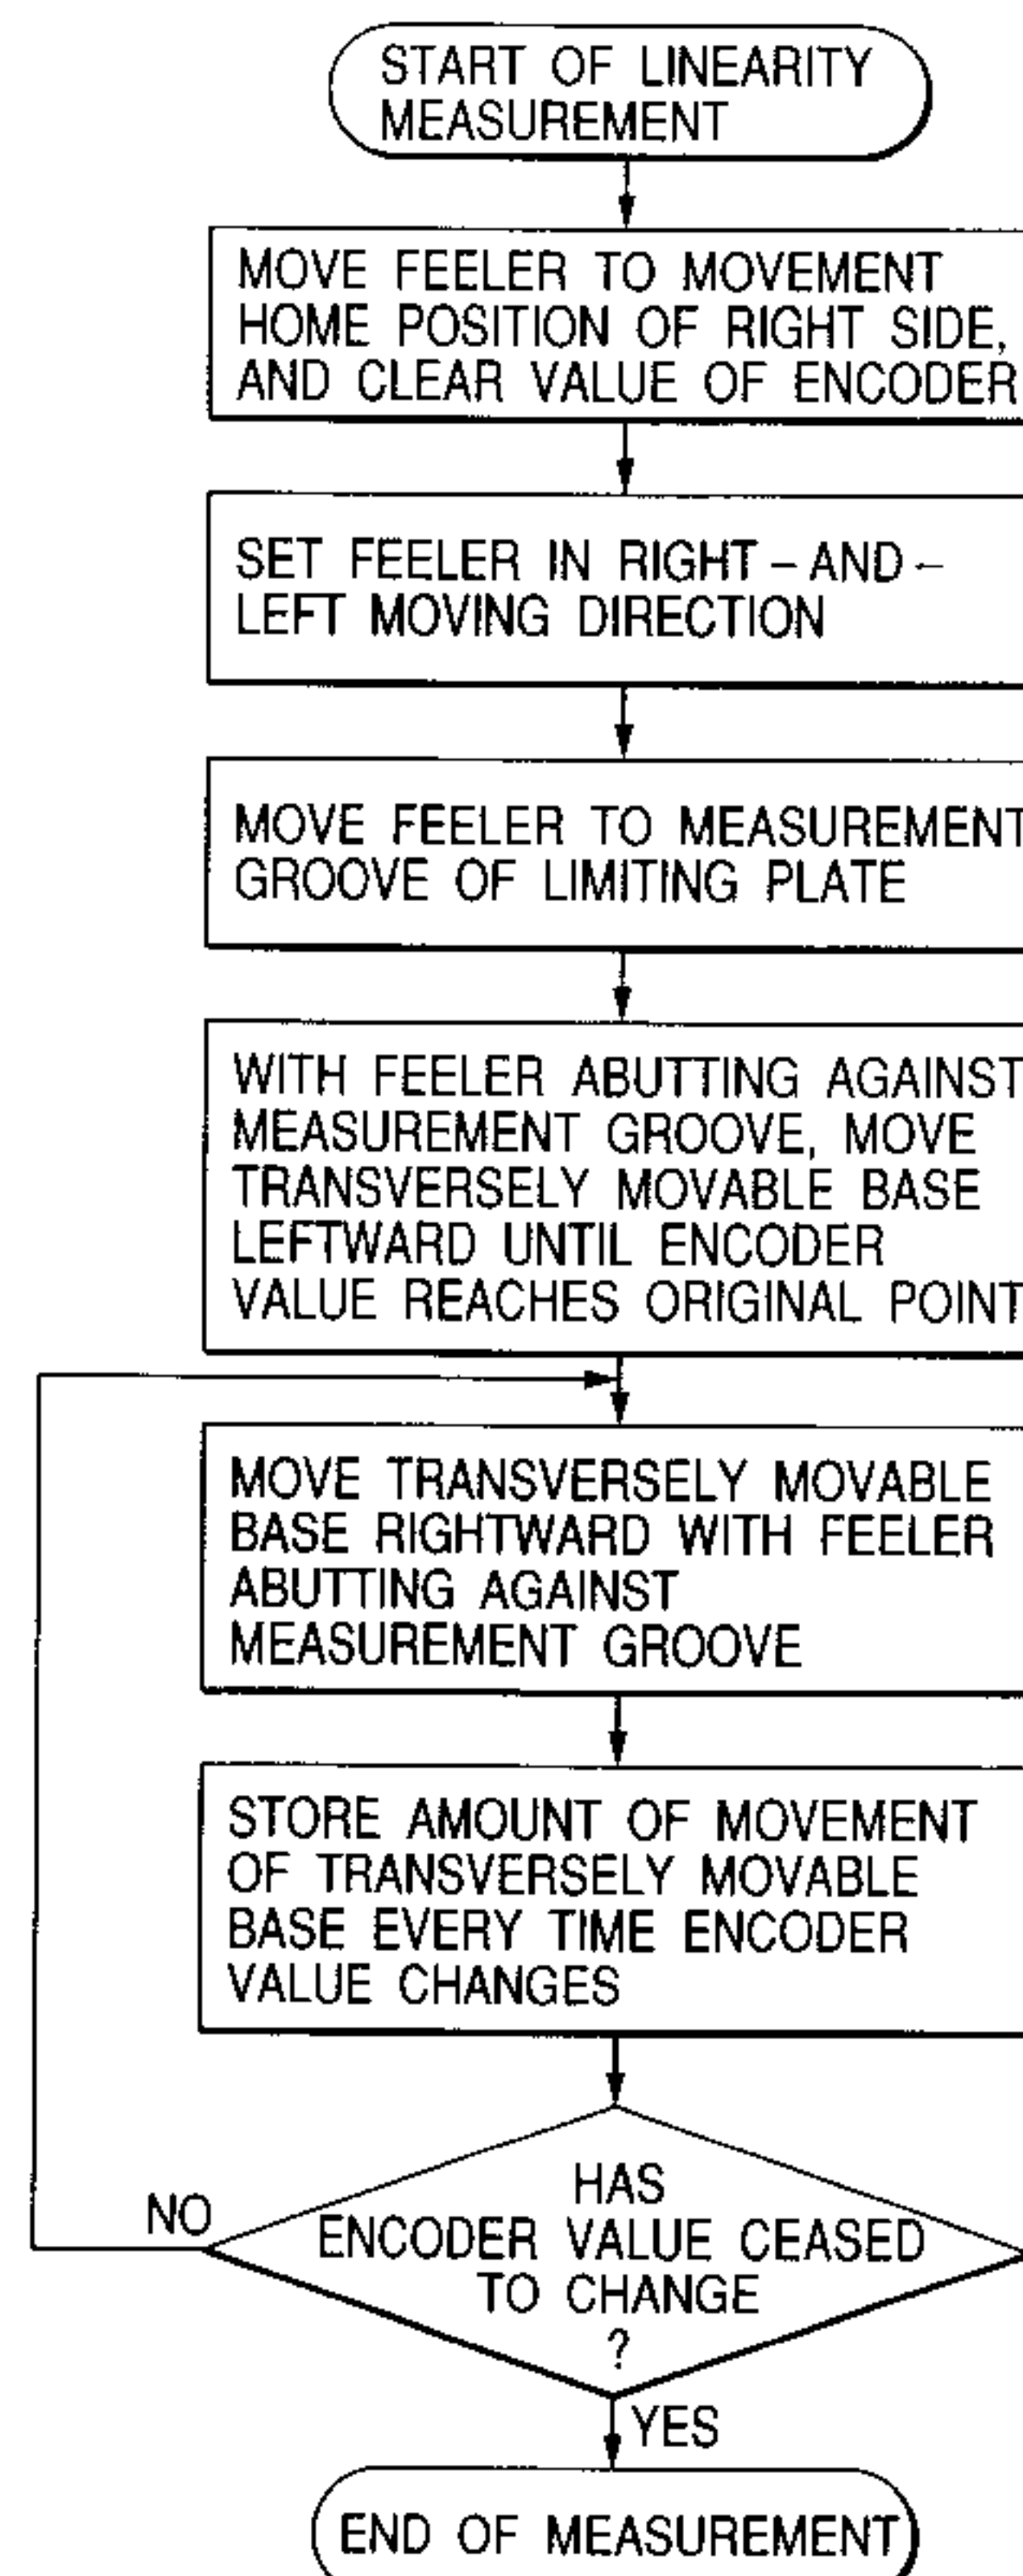 START OF LINEARITY
MEASUREMENT
MOVE FEELER TO MOVEMENT
HOME POSITION OF RIGHT SIDE,
AND CLEAR VALUE OF ENCODER
SET FEELER IN RIGHT-AND-
LEFT MOVING DIRECTION
MOVE FEELER TO MEASUREMENT
GROOVE OF LIMITING PLATE
WITH FEELER ABUTTING AGAINST
MEASUREMENT GROOVE, MOVE
TRANSVERSELY MOVABLE BASE
LEFTWARD UNTIL ENCODER
VALUE REACHES ORIGINAL POINT
MOVE TRANSVERSELY MOVABLE
BASE RIGHTWARD WITH FEELER
ABUTTING AGAINST
MEASUREMENT GROOVE
STORE AMOUNT OF MOVEMENT
OF TRANSVERSELY MOVABLE
BASE EVERY TIME ENCODER
VALUE CHANGES
HAS
ENCODER VALUE CEASED
TO CHANGE
?
NO
YES
END OF MEASUREMENT